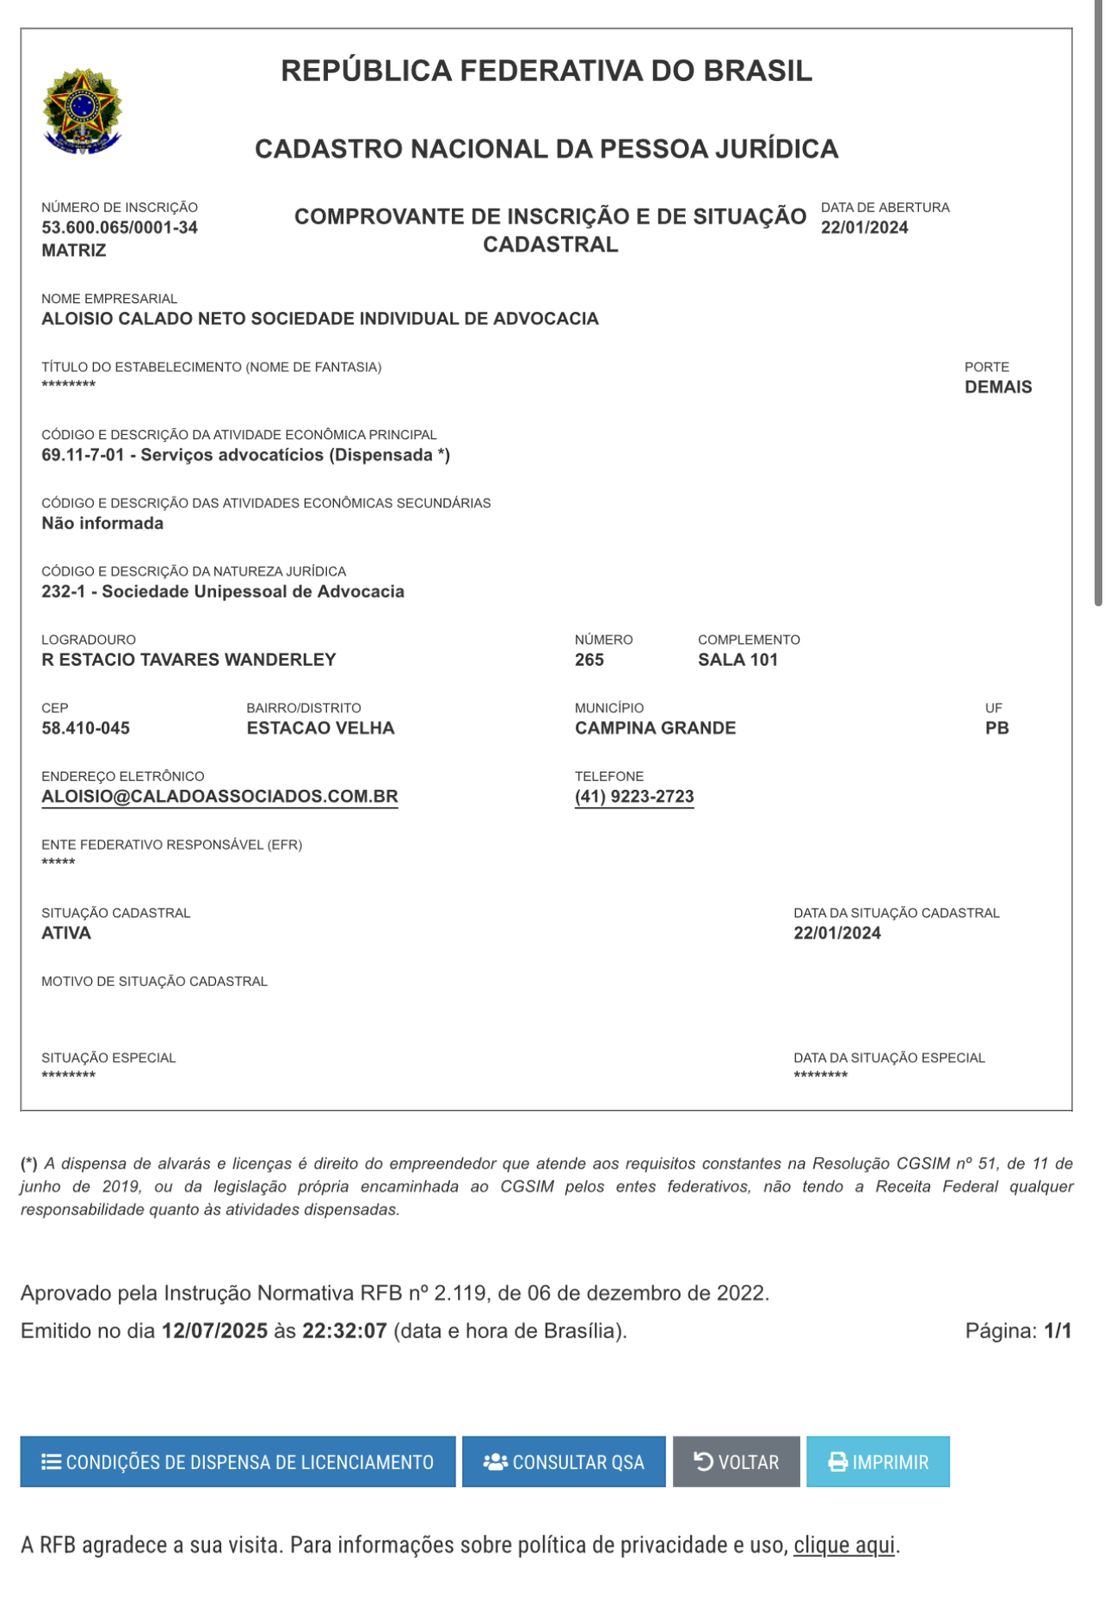 REPÚBLICA FEDERATIVA DO BRASIL
CADASTRO NACIONAL DA PESSOA JURÍDICA
NÚMERO DE INSCRIÇÃO
53.600.065/0001-34
MATRIZ
COMPROVANTE DE INSCRIÇÃO E DE SITUAÇÃO
CADASTRAL
DATA DE ABERTURA
22/01/2024
NOME EMPRESARIAL
ALOISIO CALADO NETO SOCIEDADE INDIVIDUAL DE ADVOCACIA
TÍTULO DO ESTABELECIMENTO (NOME DE FANTASIA)
********
PORTE
DEMAIS
CÓDIGO E DESCRIÇÃO DA ATIVIDADE ECONÔMICA PRINCIPAL
69.11-7-01 - Serviços advocatícios (Dispensada *)
CÓDIGO E DESCRIÇÃO DAS ATIVIDADES ECONÔMICAS SECUNDÁRIAS
Não informada
CÓDIGO E DESCRIÇÃO DA NATUREZA JURÍDICA
232-1 - Sociedade Unipessoal de Advocacia
LOGRADOURO
R ESTACIO TAVARES WANDERLEY
NÚMERO
265
COMPLEMENTO
SALA 101
CEP
58.410-045
BAIRRO/DISTRITO
ESTACAO VELHA
MUNICÍPIO
CAMPINA GRANDE
UF
PB
ENDEREÇO ELETRÔNICO
ALOISIO@CALADOASSOCIADOS.COM.BR
TELEFONE
(41) 9223-2723
ENTE FEDERATIVO RESPONSÁVEL (EFR)
*****
SITUAÇÃO CADASTRAL
ATIVA
DATA DA SITUAÇÃO CADASTRAL
22/01/2024
MOTIVO DE SITUAÇÃO CADASTRAL
SITUAÇÃO ESPECIAL
********
DATA DA SITUAÇÃO ESPECIAL
********
(*) A dispensa de alvarás e licenças é direito do empreendedor que atende aos requisitos constantes na Resolução CGSIM nº 51, de 11 de
junho de 2019, ou da legislação própria encaminhada ao CGSIM pelos entes federativos, não tendo a Receita Federal qualquer
responsabilidade quanto às atividades dispensadas.
Aprovado pela Instrução Normativa RFB nº 2.119, de 06 de dezembro de 2022.
Emitido no dia 12/07/2025 às 22:32:07 (data e hora de Brasília).
Página: 1/1
CONDIÇÕES DE DISPENSA DE LICENCIAMENTO
CONSULTAR QSA
VOLTAR
IMPRIMIR
A RFB agradece a sua visita. Para informações sobre política de privacidade e uso, clique aqui.